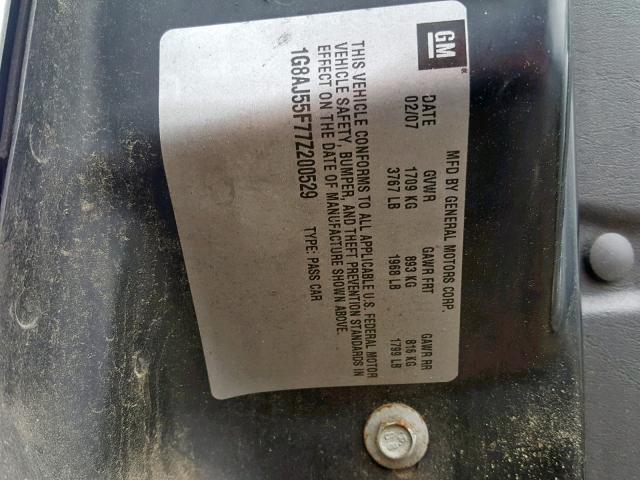 GM
MFD BY GENERAL MOTORS CORP.
DATE GVWR GAWR FRT GAWR RR
02/07 1709 KG 893 KG 816 KG
3767 LB 1968 LB 1799 LB
THIS VEHICLE CONFORMS TO ALL APPLICABLE U.S. FEDERAL MOTOR
VEHICLE SAFETY, BUMPER, AND THEFT PREVENTION STANDARDS IN
EFFECT ON THE DATE OF MANUFACTURE SHOWN ABOVE.
1G8AJ55F77Z200529 TYPE: PASS CAR